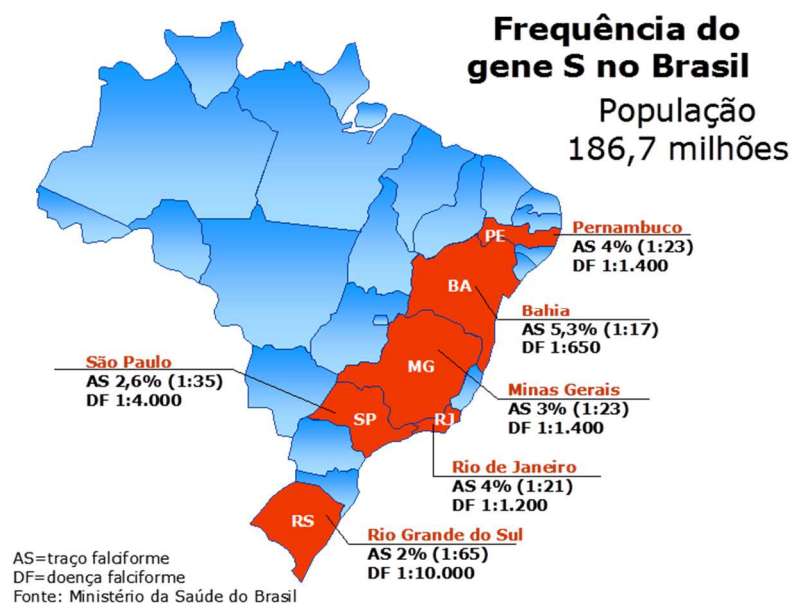 Frequência do
gene S no Brasil
População
186,7 milhões
PE
Pernambuco
AS 4% (1:23)
DF 1:1.400
BA
Bahia
AS 5,3% (1:17)
DF 1:650
MG
Minas Gerais
AS 3% (1:23)
DF 1:1.400
São Paulo
AS 2,6% (1:35)
DF 1:4.000
SP
RJ
Rio de Janeiro
AS 4% (1:21)
DF 1:1.200
RS
Rio Grande do Sul
AS 2% (1:65)
DF 1:10.000
AS=traço falciforme
DF=doença falciforme
Fonte: Ministério da Saúde do Brasil